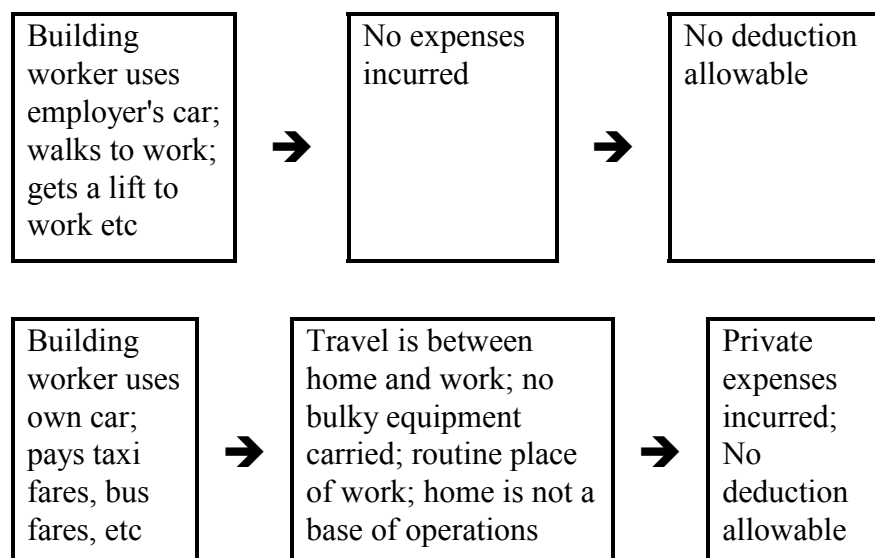 Building
worker uses
employer's car;
walks to work;
gets a lift to
work etc
No expenses
incurred
No deduction
allowable
Building
worker uses
own car;
pays taxi
fares, bus
fares, etc
Travel is between
home and work; no
bulky equipment
carried; routine place
of work; home is not a
base of operations
Private
expenses
incurred;
No
deduction
allowable